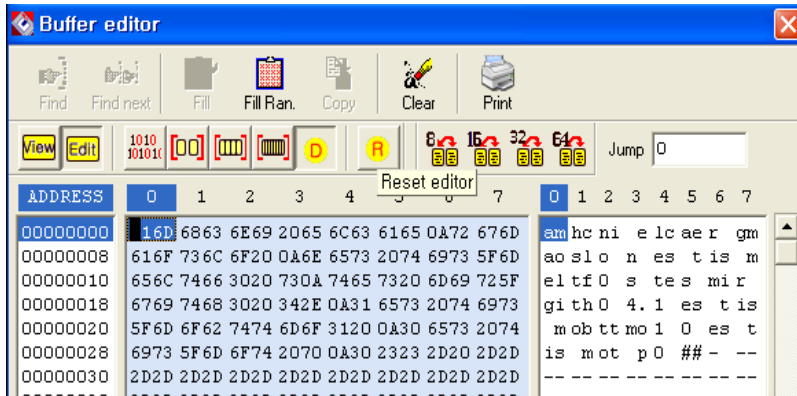 Buffer editor
Find Find next Fill Fill Ran. Copy Clear Print
View Edit 1010 10101( D R 8 16 32 64 Jump 0
Reset editor
ADDRESS 0 1 2 3 4 5 6 7 0 1 2 3 4 5 6 7
00000000 16D 6863 6E69 2065 6C63 6165 0A72 676D am hc ni e lc ae r gm
00000008 616F 736C 6F20 0A6E 6573 2074 6973 5F6D ao sl o n es t is m
00000010 656C 7466 3020 730A 7465 7320 6D69 725F el tf 0 s te s mi r
00000018 6769 7468 3020 342E 0A31 6573 2074 6973 gi th 0 4. 1 es t is
00000020 5F6D 6F62 7474 6D6F 3120 0A30 6573 2074 m ob tt mo 1 0 es t
00000028 6973 5F6D 6F74 2070 0A30 2323 2D20 2D2D is m ot p 0 ## - --
00000030 2D2D 2D2D 2D2D 2D2D 2D2D 2D2D 2D2D 2D2D -- -- -- -- -- -- -- --